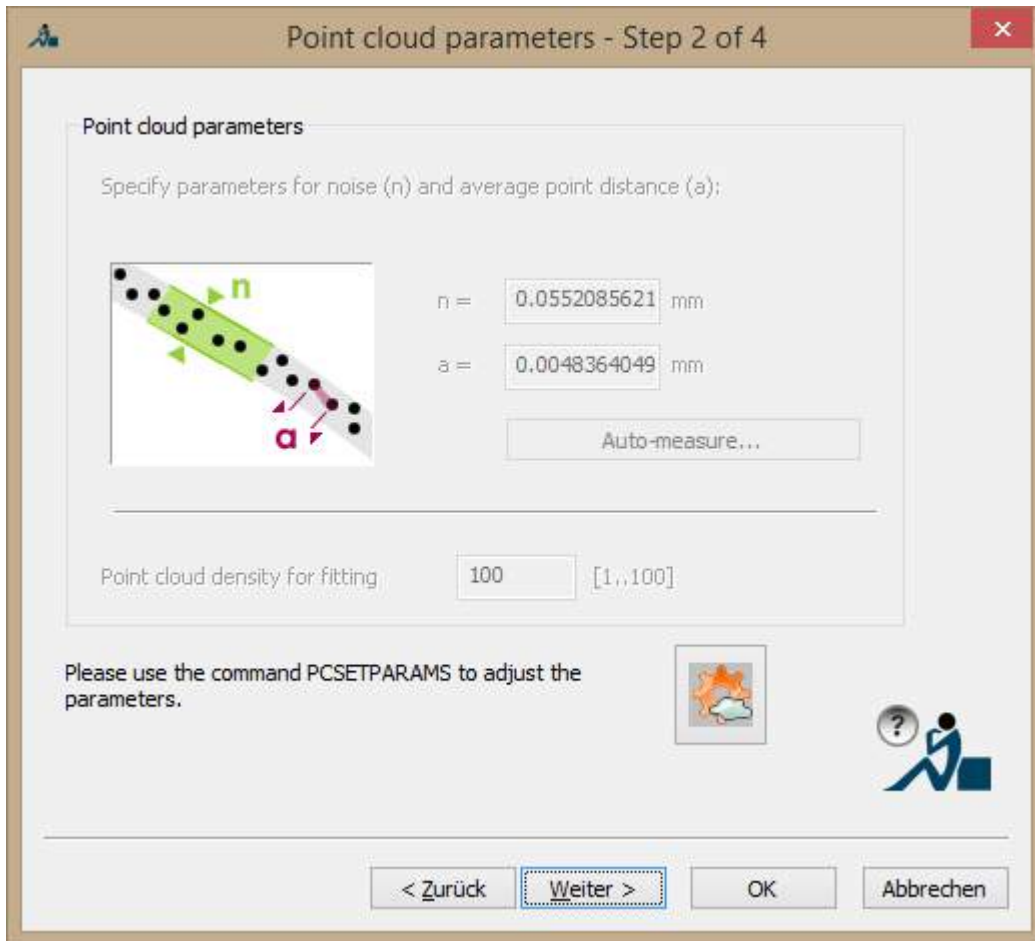 Point cloud parameters - Step 2 of 4
Point cloud parameters
Specify parameters for noise (n) and average point distance (a):
n
a
n = 0.0552085621 mm
a = 0.0048364049 mm
Auto-measure...
Point cloud density for fitting 100 [1..100]
Please use the command PCSETPARAMS to adjust the
parameters.
?
< Zurück Weiter > OK Abbrechen